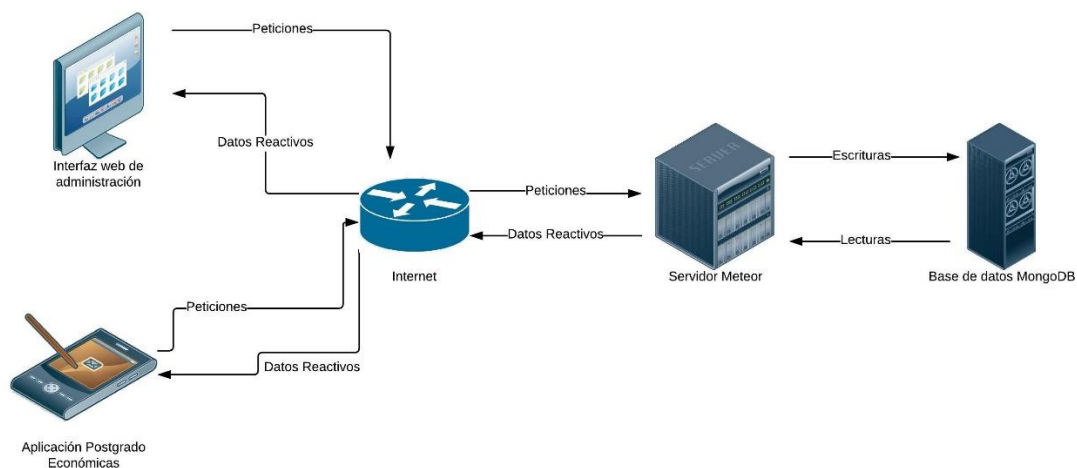 Peticiones
Datos Reactivos
Interfaz web de
administración
Peticiones
Datos Reactivos
Internet
SERVER
Servidor Meteor
Escrituras
Lecturas
Base de datos MongoDB
Peticiones
Datos Reactivos
Aplicación Postgrado
Económicas